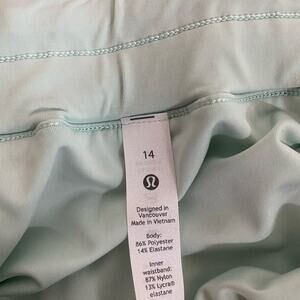 14
Designed in
Vancouver
Made in Vietnam
Body:
86% Polyester
14% Elastane
Inner
waistband:
87% Nylon
13% Lycra®
elastane